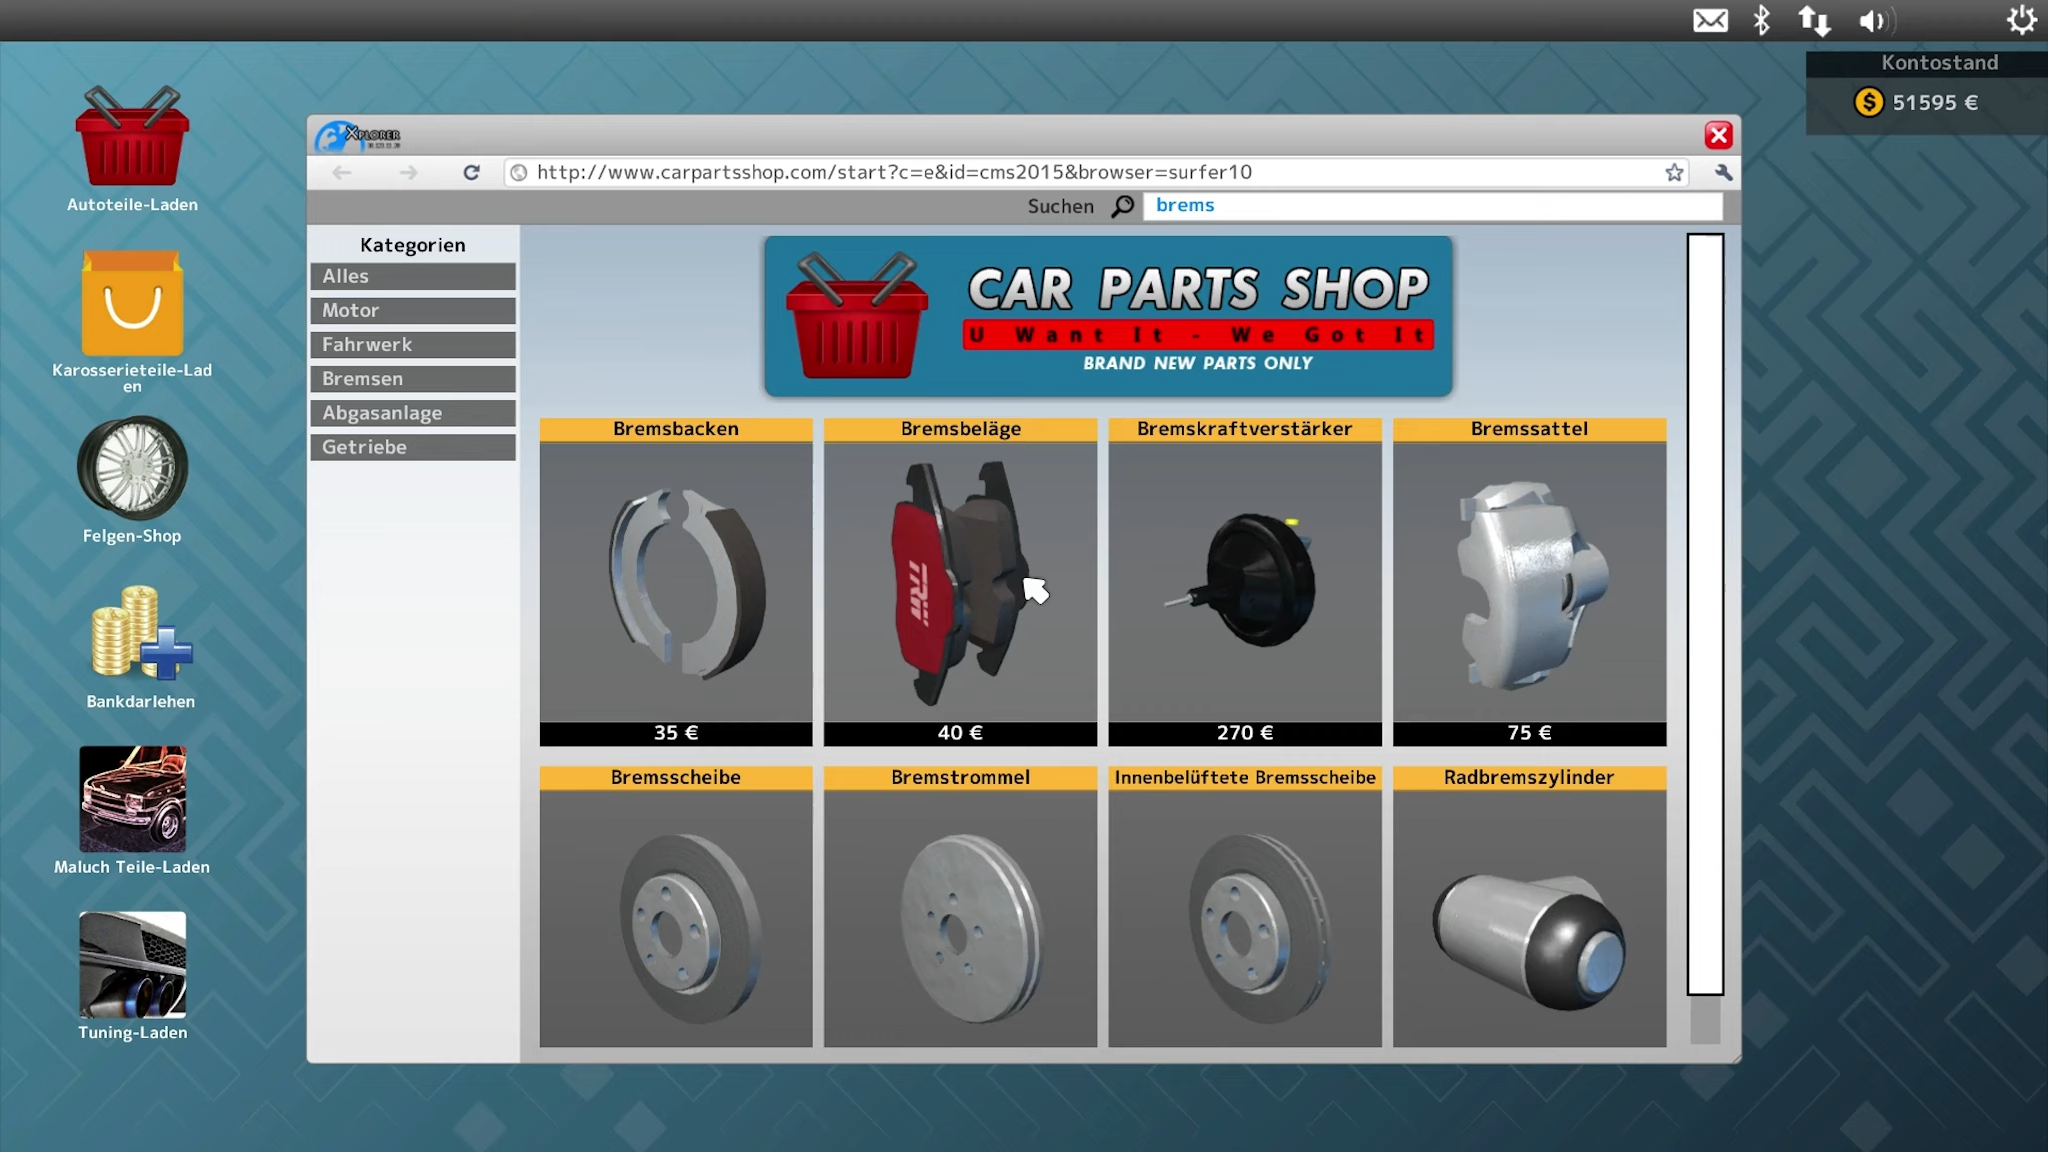 Kontostand
51595 €
Autoteile-Laden
Karosserieteile-Lad
en
Felgen-Shop
Bankdarlehen
Maluch Teile-Laden
Tuning-Laden
XPLORER
http://www.carpartsshop.com/start?c=e&id=cms2015&browser=surfer10
Suchen brems
Kategorien
Alles
Motor
Fahrwerk
Bremsen
Abgasanlage
Getriebe
CAR PARTS SHOP
U Want It - We Got It
BRAND NEW PARTS ONLY
Bremsbacken
35 €
Bremsbeläge
TRW
40 €
Bremskraftverstärker
270 €
Bremssattel
75 €
Bremsscheibe
Bremstrommel
Innenbelüftete Bremsscheibe
Radbremszylinder